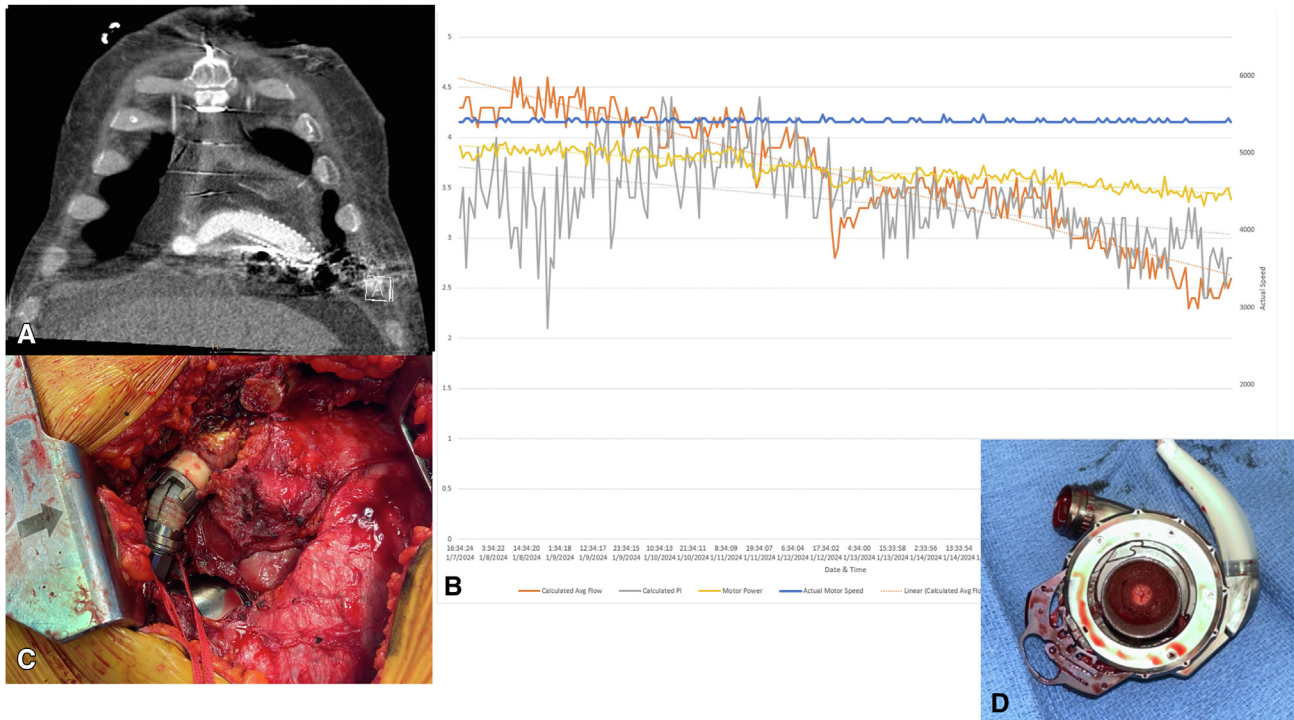 A
B
C
D
5
4.5
4
3.5
3
2.5
2
1.5
1
0.5
0
6000
5000
4000
3000
2000
Actual Speed
16:34:24 3:34:22 14:34:20 1:34:18 12:34:17 23:34:15 10:34:13 21:34:11 8:34:09 19:34:07 6:34:04 17:34:02 4:34:00 15:33:58 2:33:56 13:33:54
1/7/2024 1/8/2024 1/8/2024 1/9/2024 1/9/2024 1/9/2024 1/10/2024 1/10/2024 1/11/2024 1/11/2024 1/12/2024 1/12/2024 1/13/2024 1/13/2024 1/14/2024 1/14/2024
Date & Time
Calculated Avg Flow Calculated PI Motor Power Actual Motor Speed Linear (Calculated Avg Flo
A